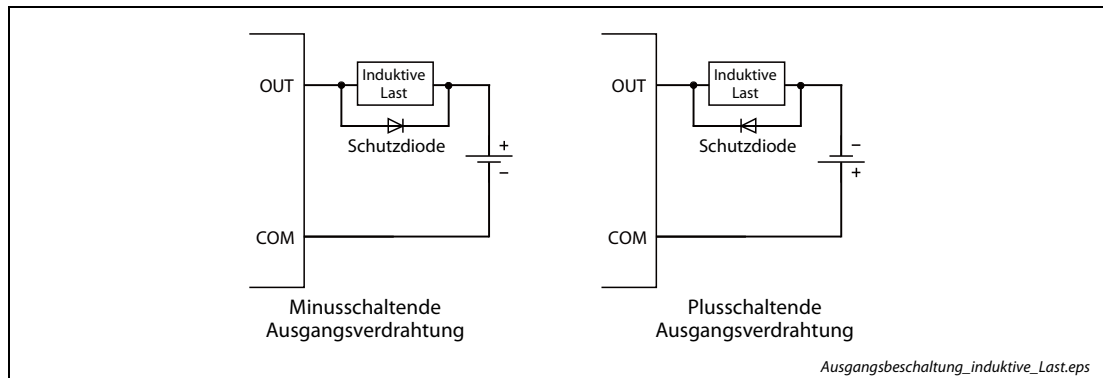 OUT
Induktive
Last
Schutzdiode
+
–
COM
Minusschaltende
Ausgangsverdrahtung
OUT
Induktive
Last
Schutzdiode
–
+
COM
Plusschaltende
Ausgangsverdrahtung
Ausgangsbeschaltung_induktive_Last.eps